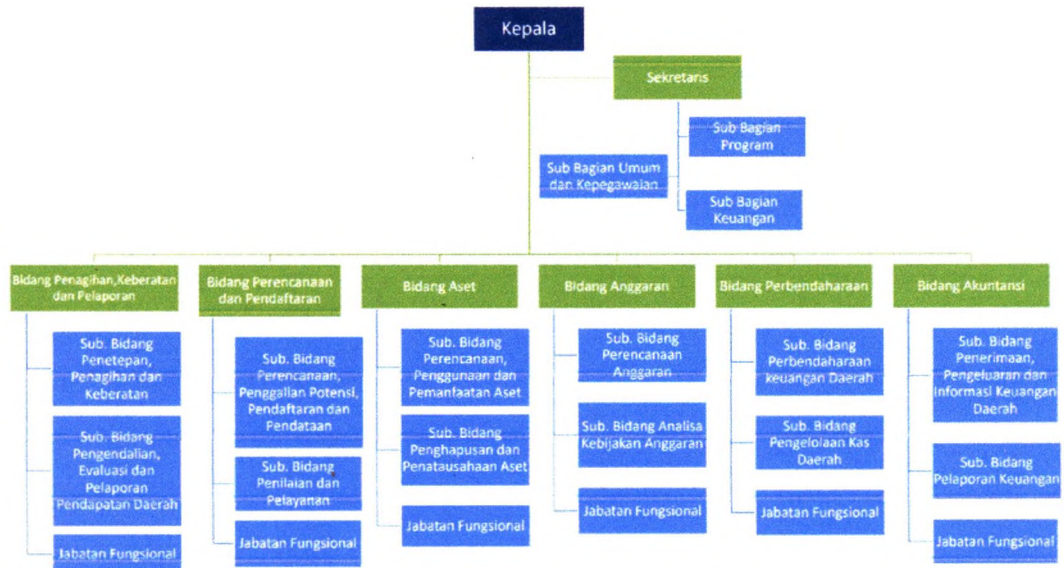 Kepala
Sekretaris
Sub Bagian
Program
Sub Bagian Umum
dan Kepegawaian
Sub Bagian
Keuangan
Bidang Penagihan,Keberatan
dan Pelaporan
Bidang Perencanaan
dan Pendaftaran
Bidang Aset
Bidang Anggaran
Bidang Perbendaharaan
Bidang Akuntansi
Sub. Bidang
Penetepan,
Penagihan dan
Keberatan
Sub. Bidang
Pengendalian,
Evaluasi dan
Pelaporan
Pendapatan Daerah
Jabatan Fungsional
Sub. Bidang
Perencanaan,
Penggalian Potensi,
Pendaftaran dan
Pendataan
Sub. Bidang
Penilaian dan
Pelayanan
Jabatan Fungsional
Sub. Bidang
Perencanaan,
Penggunaan dan
Pemanfaatan Aset
Sub. Bidang
Penghapusan dan
Penatausahaan Aset
Jabatan Fungsional
Sub. Bidang
Perencanaan
Anggaran
Sub. Bidang Analisa
Kebijakan Anggaran
Jabatan Fungsional
Sub. Bidang
Perbendaharaan
keuangan Daerah
Sub. Bidang
Pengelolaan Kas
Daerah
Jabatan Fungsional
Sub. Bidang
Penerimaan,
Pengeluaran dan
Informasi Keuangan
Daerah
Sub. Bidang
Pelaporan Keuangan
Jabatan Fungsional